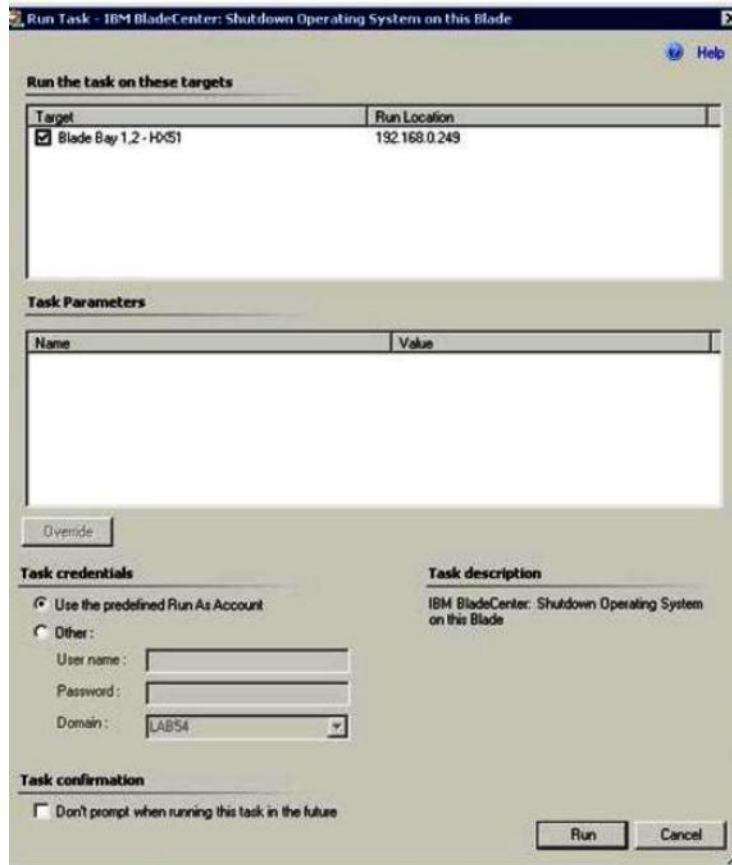 Run Task - IBM BladeCenter: Shutdown Operating System on this Blade
Help
Run the task on these targets
Target Run Location
Blade Bay 1,2 - HX51 192.168.0.249
Task Parameters
Name Value
Override
Task credentials
Use the predefined Run As Account
Other :
User name :
Password :
Domain : LAB54
Task description
IBM BladeCenter: Shutdown Operating System
on this Blade
Task confirmation
Don't prompt when running this task in the future
Run Cancel